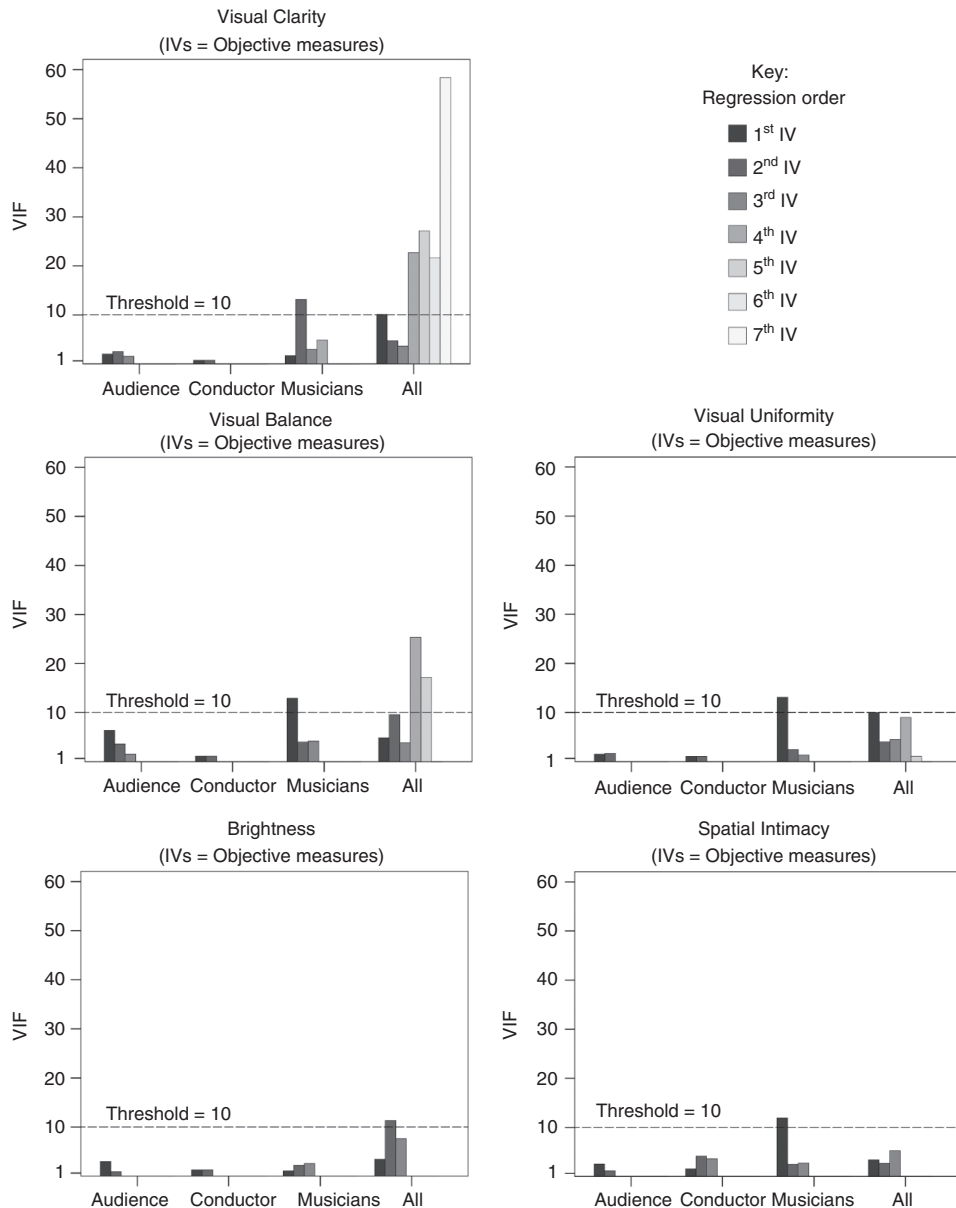 Visual Clarity
(IVs = Objective measures)
60
50
40
30
20
10
1
VIF
Threshold = 10
Audience Conductor Musicians All
Key:
Regression order
1st IV
2nd IV
3rd IV
4th IV
5th IV
6th IV
7th IV
Visual Balance
(IVs = Objective measures)
60
50
40
30
20
10
1
VIF
Threshold = 10
Audience Conductor Musicians All
Visual Uniformity
(IVs = Objective measures)
60
50
40
30
20
10
1
VIF
Threshold = 10
Audience Conductor Musicians All
Brightness
(IVs = Objective measures)
60
50
40
30
20
10
1
VIF
Threshold = 10
Audience Conductor Musicians All
Spatial Intimacy
(IVs = Objective measures)
60
50
40
30
20
10
1
VIF
Threshold = 10
Audience Conductor Musicians All